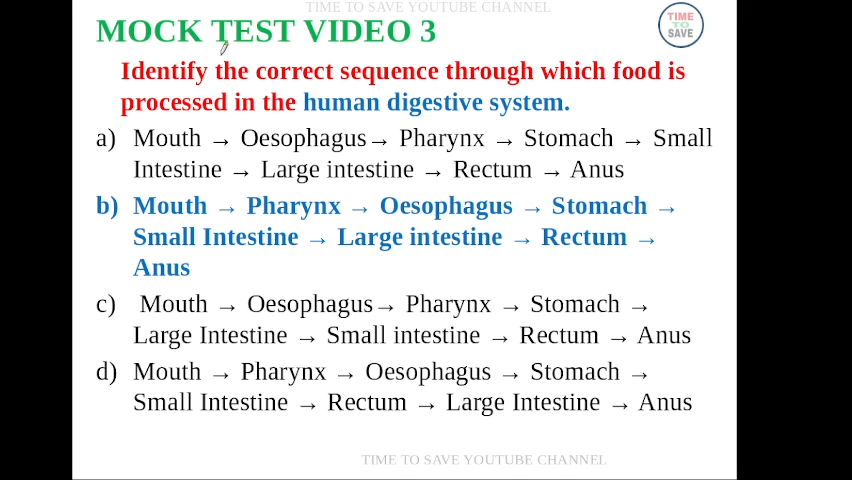 TIME TO SAVE YOUTUBE CHANNEL
MOCK TEST VIDEO 3
TIME
TO
SAVE
Identify the correct sequence through which food is
processed in the human digestive system.
a) Mouth → Oesophagus→ Pharynx → Stomach → Small
Intestine → Large intestine → Rectum → Anus
b) Mouth → Pharynx → Oesophagus → Stomach →
Small Intestine → Large intestine → Rectum →
Anus
c) Mouth → Oesophagus→ Pharynx → Stomach →
Large Intestine → Small intestine → Rectum → Anus
d) Mouth → Pharynx → Oesophagus → Stomach →
Small Intestine → Rectum → Large Intestine → Anus
TIME TO SAVE YOUTUBE CHANNEL